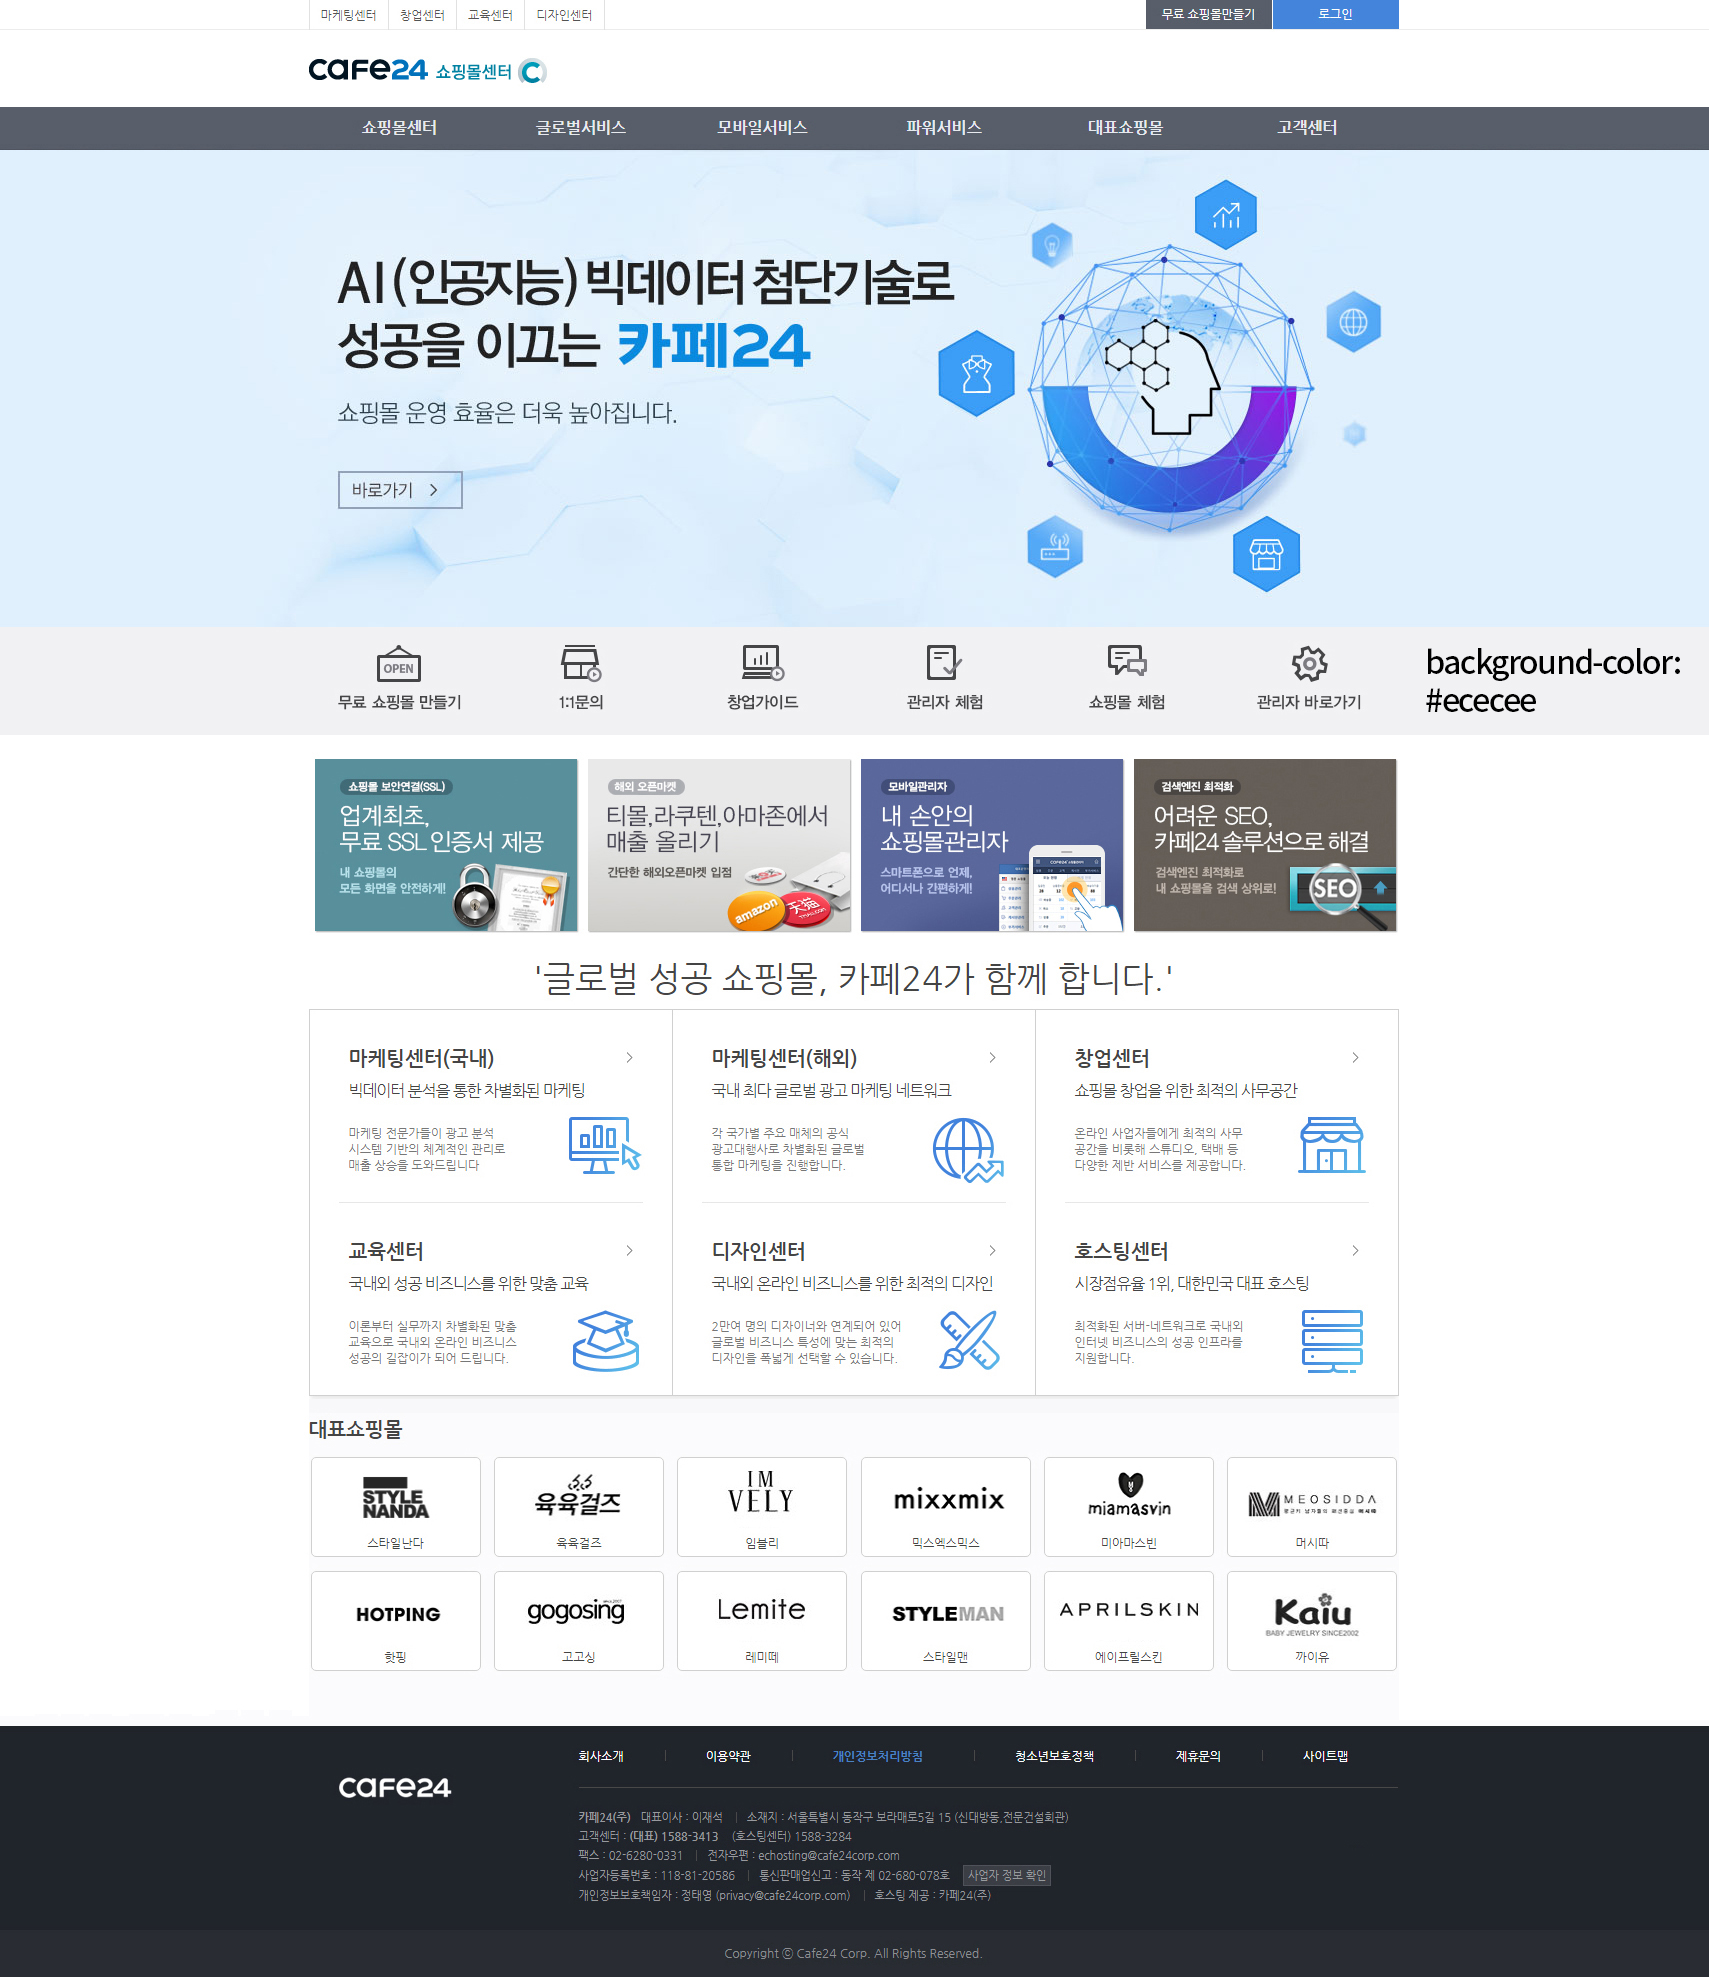 마케팅센터 창업센터 교육센터 디자인센터 무료 쇼핑몰만들기 로그인
cafe24 쇼핑몰센터
쇼핑몰센터 글로벌서비스 모바일서비스 파워서비스 대표쇼핑몰 고객센터
AI (인공지능) 빅데이터 첨단기술로
성공을 이끄는 카페24
쇼핑몰 운영 효율은 더욱 높아집니다.
바로가기
OPEN
무료 쇼핑몰 만들기 1:1문의 창업가이드 관리자 체험 쇼핑몰 체험 관리자 바로가기
background-color:
#ececee
쇼핑몰 보안연결(SSL)
업계최초,
무료 SSL 인증서 제공
내 쇼핑몰의
모든 화면을 안전하게!
해외 오픈마켓
티몰,라쿠텐,아마존에서
매출 올리기
간단한 해외오픈마켓 입점
amazon
天猫
TMALL.COM
모바일관리자
내 손안의
쇼핑몰관리자
스마트폰으로 언제,
어디서나 간편하게!
검색엔진 최적화
어려운 SEO,
카페24 솔루션으로 해결
검색엔진 최적화로
내 쇼핑몰을 검색 상위로!
SEO
'글로벌 성공 쇼핑몰, 카페24가 함께 합니다.'
마케팅센터(국내)
빅데이터 분석을 통한 차별화된 마케팅
마케팅 전문가들이 광고 분석
시스템 기반의 체계적인 관리로
매출 상승을 도와드립니다
마케팅센터(해외)
국내 최다 글로벌 광고 마케팅 네트워크
각 국가별 주요 매체의 공식
광고대행사로 차별화된 글로벌
통합 마케팅을 진행합니다.
창업센터
쇼핑몰 창업을 위한 최적의 사무공간
온라인 사업자들에게 최적의 사무
공간을 비롯해 스튜디오, 택배 등
다양한 제반 서비스를 제공합니다.
교육센터
국내외 성공 비즈니스를 위한 맞춤 교육
이론부터 실무까지 차별화된 맞춤
교육으로 국내외 온라인 비즈니스
성공의 길잡이가 되어 드립니다.
디자인센터
국내외 온라인 비즈니스를 위한 최적의 디자인
2만여 명의 디자이너와 연계되어 있어
글로벌 비즈니스 특성에 맞는 최적의
디자인을 폭넓게 선택할 수 있습니다.
호스팅센터
시장점유율 1위, 대한민국 대표 호스팅
최적화된 서버-네트워크로 국내외
인터넷 비즈니스의 성공 인프라를
지원합니다.
대표쇼핑몰
STYLE
NANDA
스타일난다
육육걸즈
육육걸즈
IM
VELY
임블리
mixxmix
믹스엑스믹스
miamasvin
미아마스빈
MEOSIDDA
머시따
HOTPING
핫핑
gogosing
고고싱
Lemite
레미떼
STYLEMAN
스타일맨
APRILSKIN
에이프릴스킨
Kaiu
BABY JEWELRY SINCE2002
까이유
회사소개 이용약관 개인정보처리방침 청소년보호정책 제휴문의 사이트맵
cafe24
카페24(주) 대표이사 : 이재석 | 소재지 : 서울특별시 동작구 보라매로5길 15 (신대방동,전문건설회관)
고객센터 : (대표) 1588-3413 (호스팅센터) 1588-3284
팩스 : 02-6280-0331 | 전자우편 : echosting@cafe24corp.com
사업자등록번호 : 118-81-20586 | 통신판매업신고 : 동작 제 02-680-078호 사업자 정보 확인
개인정보보호책임자 : 정태영 (privacy@cafe24corp.com) | 호스팅 제공 : 카페24(주)
Copyright ⓒ Cafe24 Corp. All Rights Reserved.